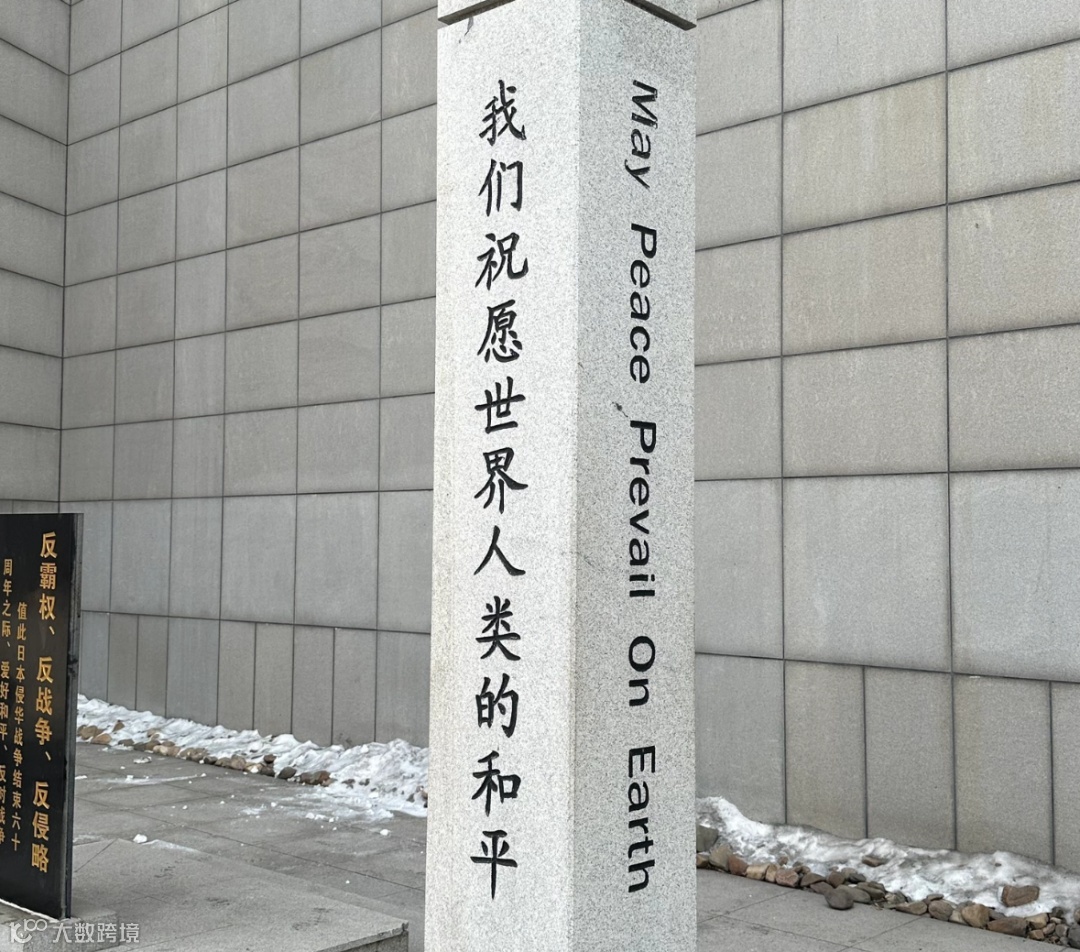 我们祝愿世界人类的和平
May Peace Prevail On Earth
反霸权、反战争、反侵略
值此日本侵华战争结束六十
周年之际、爱好和平、反对战争
大数跨境